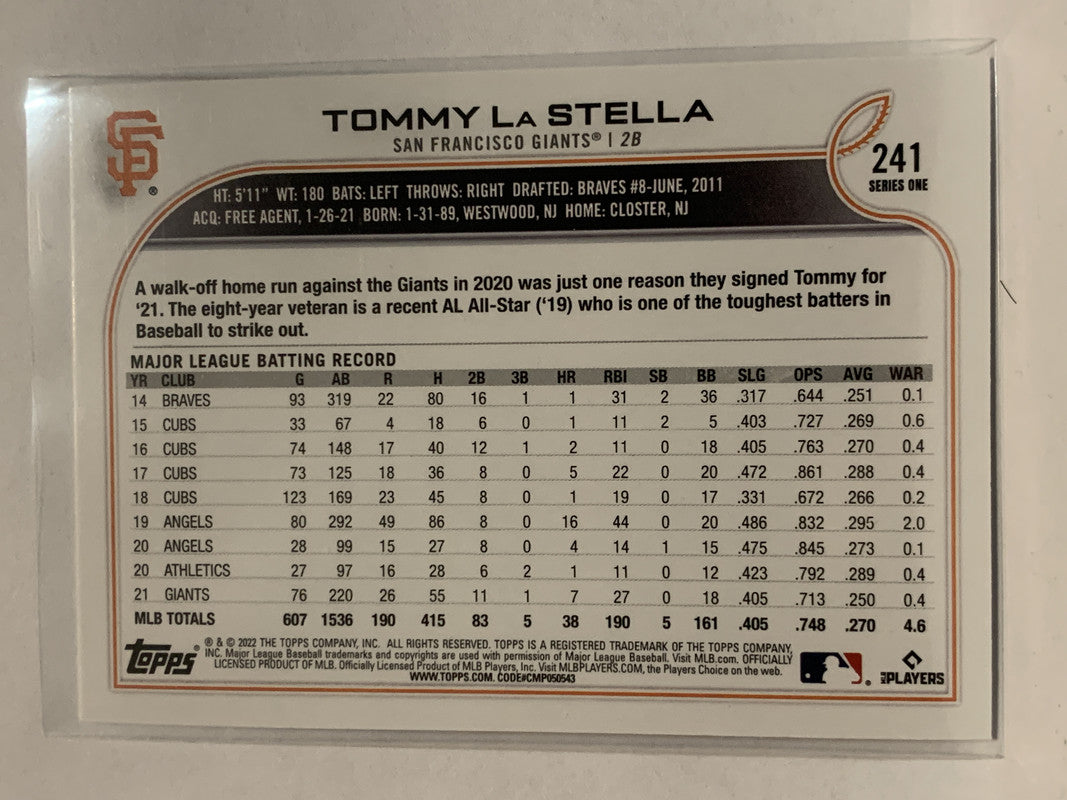 SF®
TOMMY LA STELLA
SAN FRANCISCO GIANTS® | 2B
241
SERIES ONE
HT: 5'11" WT: 180 BATS: LEFT THROWS: RIGHT DRAFTED: BRAVES #8-JUNE, 2011
ACQ: FREE AGENT, 1-26-21 BORN: 1-31-89, WESTWOOD, NJ HOME: CLOSTER, NJ
A walk-off home run against the Giants in 2020 was just one reason they signed Tommy for
'21. The eight-year veteran is a recent AL All-Star ('19) who is one of the toughest batters in
Baseball to strike out.
MAJOR LEAGUE BATTING RECORD
YR CLUB G AB R H 2B 3B HR RBI SB BB SLG OPS AVG WAR
14 BRAVES 93 319 22 80 16 1 1 31 2 36 .317 .644 .251 0.1
15 CUBS 33 67 4 18 6 0 1 11 2 5 .403 .727 .269 0.6
16 CUBS 74 148 17 40 12 1 2 11 0 18 .405 .763 .270 0.4
17 CUBS 73 125 18 36 8 0 5 22 0 20 .472 .861 .288 0.4
18 CUBS 123 169 23 45 8 0 1 19 0 17 .331 .672 .266 0.2
19 ANGELS 80 292 49 86 8 0 16 44 0 20 .486 .832 .295 2.0
20 ANGELS 28 99 15 27 8 0 4 14 1 15 .475 .845 .273 0.1
20 ATHLETICS 27 97 16 28 6 2 1 11 0 12 .423 .792 .289 0.4
21 GIANTS 76 220 26 55 11 1 7 27 0 18 .405 .713 .250 0.4
MLB TOTALS 607 1536 190 415 83 5 38 190 5 161 .405 .748 .270 4.6
topps®
® & © 2022 THE TOPPS COMPANY, INC. ALL RIGHTS RESERVED. TOPPS IS A REGISTERED TRADEMARK OF THE TOPPS COMPANY,
INC. Major League Baseball trademarks and copyrights are used with permission of Major League Baseball. Visit MLB.com. OFFICIALLY
LICENSED PRODUCT OF MLB. Officially Licensed Product of MLB Players, Inc. Visit MLBPLAYERS.COM, the Players Choice on the web.
WWW.TOPPS.COM. CODE#CMP050543
MLB PLAYERS